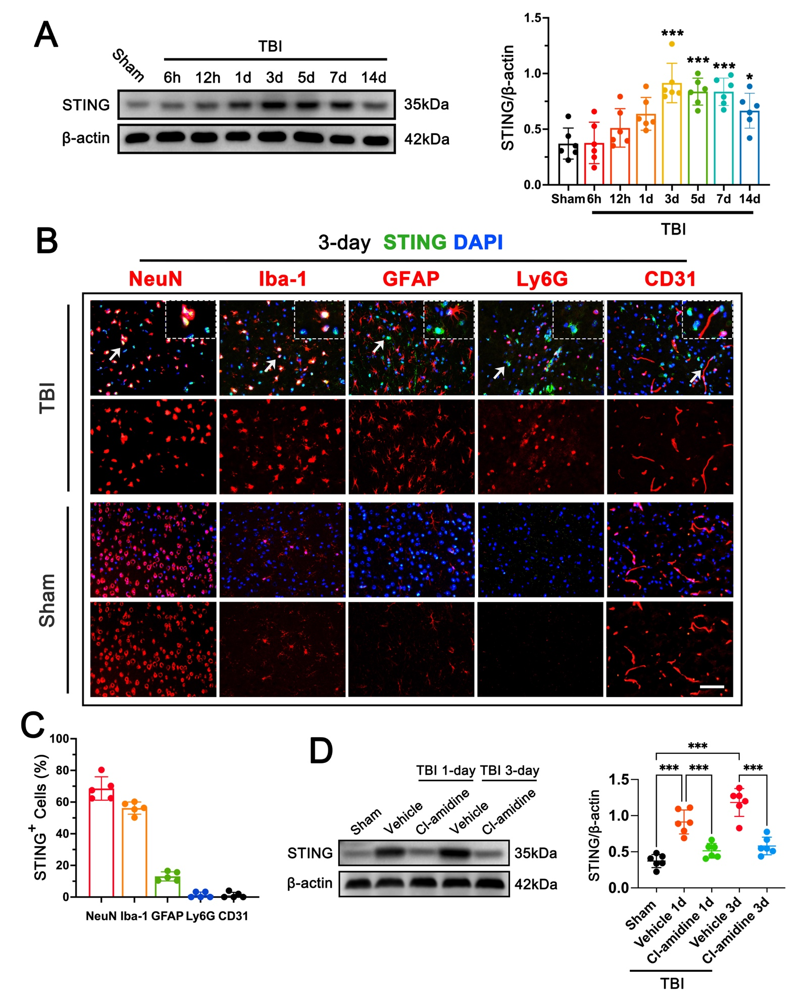 A
TBI
Sham
6h 12h 1d 3d 5d 7d 14d
STING
35kDa
β-actin
42kDa
STING/β-actin
1.5
1.0
0.5
0.0
***
***
***
*
Sham 6h 12h 1d 3d 5d 7d 14d
TBI
B
3-day STING DAPI
NeuN Iba-1 GFAP Ly6G CD31
TBI
Sham
C
STING+ Cells (%)
100
80
60
40
20
0
NeuN Iba-1 GFAP Ly6G CD31
D
TBI 1-day TBI 3-day
Sham Vehicle Cl-amidine Vehicle Cl-amidine
STING
35kDa
β-actin
42kDa
STING/β-actin
***
*** *** ***
1.5
1.0
0.5
0.0
Sham Vehicle 1d Cl-amidine 1d Vehicle 3d Cl-amidine 3d
TBI